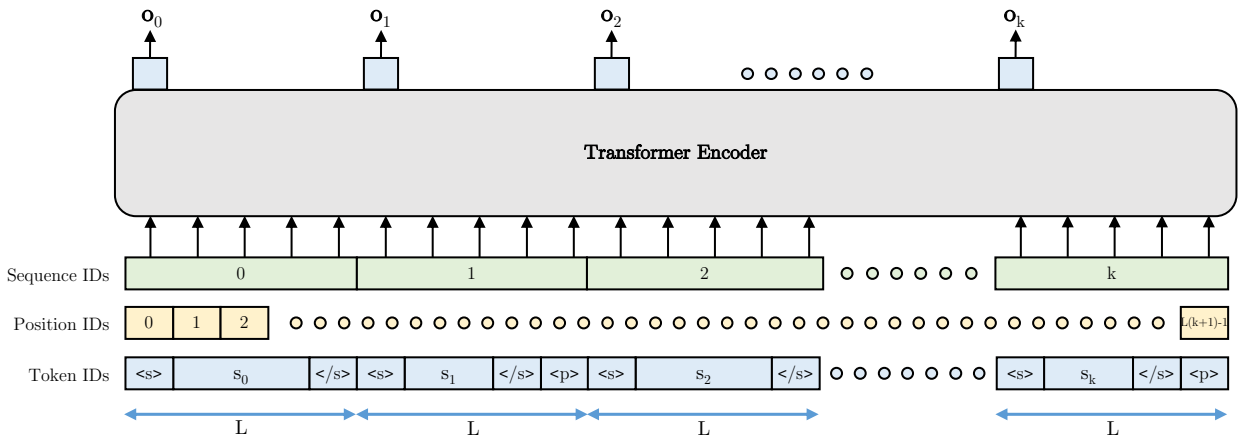 o₀ o₁ o₂ oₖ
Transformer Encoder
Sequence IDs 0 1 2 k
Position IDs 0 1 2 L(k+1)-1
Token IDs <s> s₀ </s> <s> s₁ </s> <p> <s> s₂ </s> <s> sₖ </s> <p>
L L L L